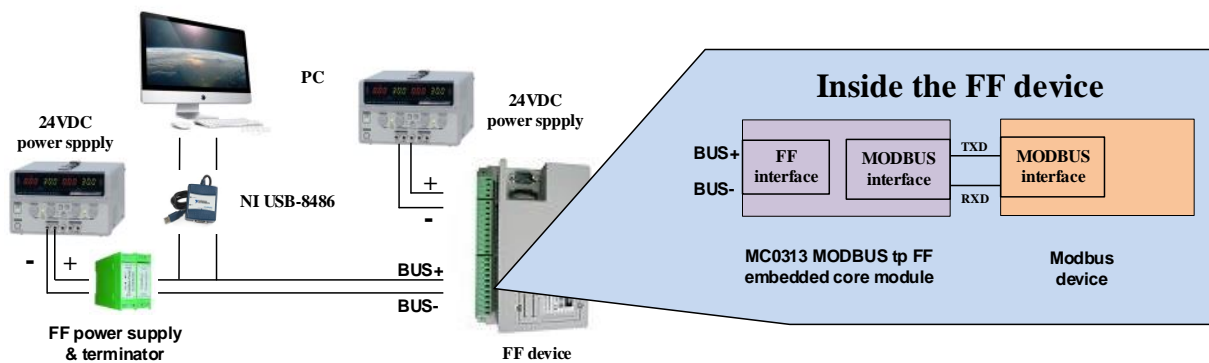 PC
24VDC
power sppply
24VDC
power sppply
NI USB-8486
+
-
-
+
BUS+
BUS-
FF power supply
& terminator
FF device
Inside the FF device
BUS+
BUS-
FF
interface
MODBUS
interface
TXD
RXD
MODBUS
interface
MC0313 MODBUS tp FF
embedded core module
Modbus
device